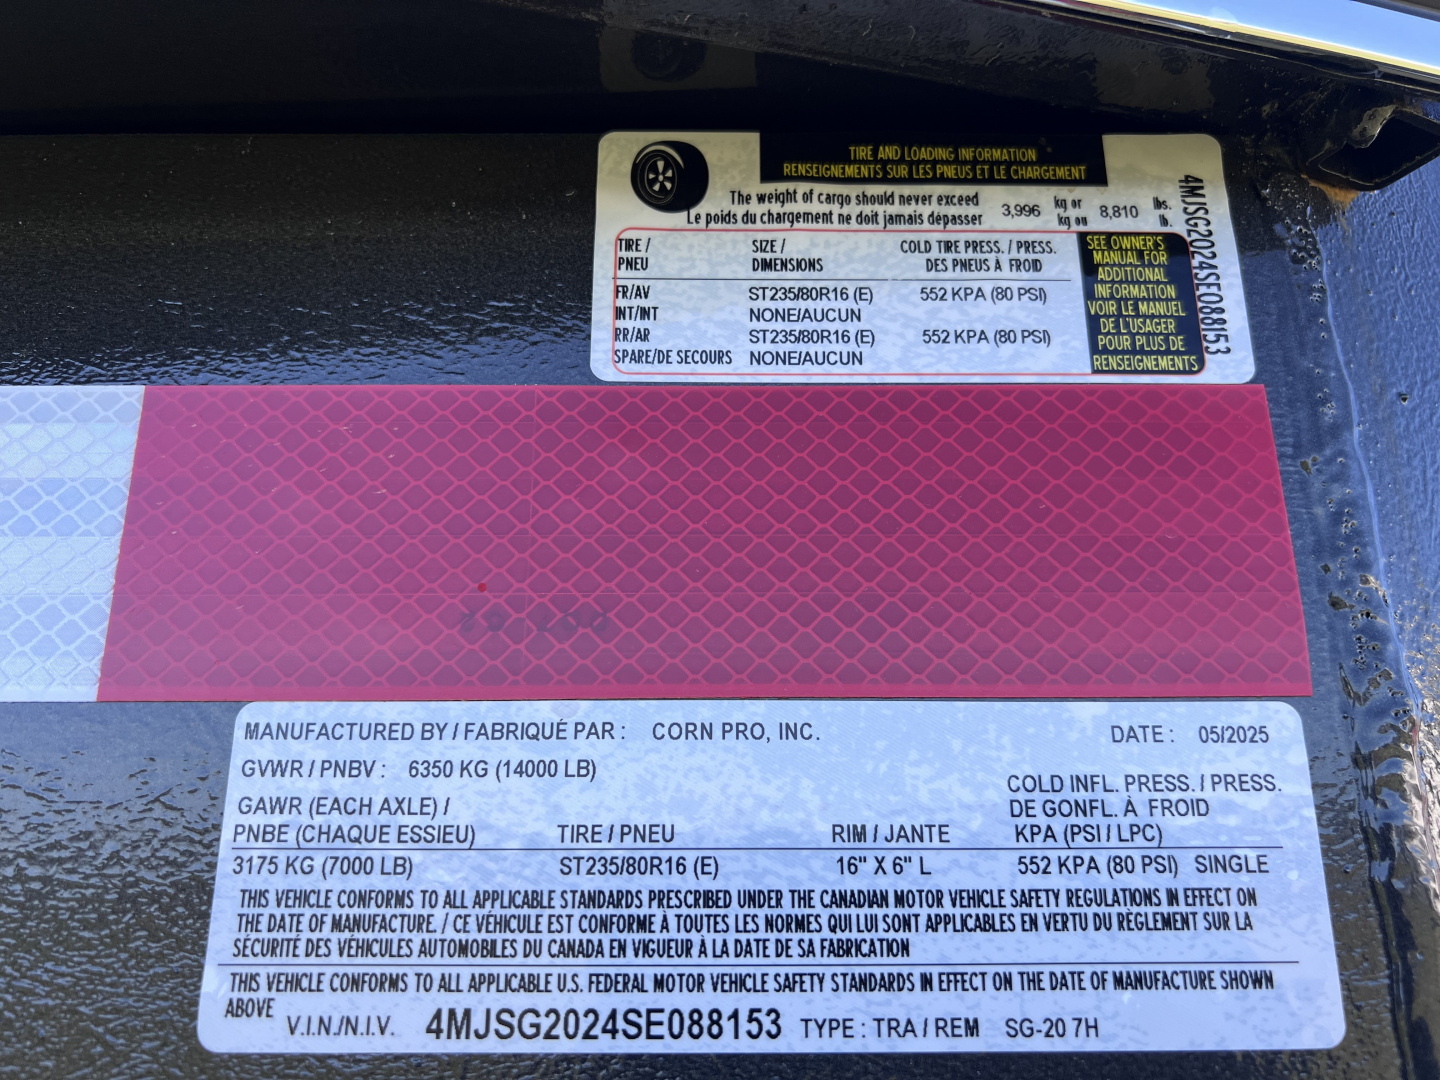 TIRE AND LOADING INFORMATION
RENSEIGNEMENTS SUR LES PNEUS ET LE CHARGEMENT
The weight of cargo should never exceed 3,996 kg or 8,810 lbs.
Le poids du chargement ne doit jamais dépasser kg ou lb.
TIRE / SIZE / COLD TIRE PRESS. / PRESS.
PNEU DIMENSIONS DES PNEUS À FROID
FR/AV ST235/80R16 (E) 552 KPA (80 PSI)
INT/INT NONE/AUCUN
RR/AR ST235/80R16 (E) 552 KPA (80 PSI)
SPARE/DE SECOURS NONE/AUCUN
SEE OWNER'S
MANUAL FOR
ADDITIONAL
INFORMATION
VOIR LE MANUEL
DE L'USAGER
POUR PLUS DE
RENSEIGNEMENTS
4MJSG2024SE088153
MANUFACTURED BY / FABRIQUÉ PAR : CORN PRO, INC. DATE : 05/2025
GVWR / PNBV : 6350 KG (14000 LB)
COLD INFL. PRESS. / PRESS.
GAWR (EACH AXLE) / DE GONFL. À FROID
PNBE (CHAQUE ESSIEU) TIRE / PNEU RIM / JANTE KPA (PSI / LPC)
3175 KG (7000 LB) ST235/80R16 (E) 16" X 6" L 552 KPA (80 PSI) SINGLE
THIS VEHICLE CONFORMS TO ALL APPLICABLE STANDARDS PRESCRIBED UNDER THE CANADIAN MOTOR VEHICLE SAFETY REGULATIONS IN EFFECT ON
THE DATE OF MANUFACTURE. / CE VÉHICULE EST CONFORME À TOUTES LES NORMES QUI LUI SONT APPLICABLES EN VERTU DU RÈGLEMENT SUR LA
SÉCURITÉ DES VÉHICULES AUTOMOBILES DU CANADA EN VIGUEUR À LA DATE DE SA FABRICATION
THIS VEHICLE CONFORMS TO ALL APPLICABLE U.S. FEDERAL MOTOR VEHICLE SAFETY STANDARDS IN EFFECT ON THE DATE OF MANUFACTURE SHOWN
ABOVE
V.I.N./N.I.V. 4MJSG2024SE088153 TYPE : TRA / REM SG-20 7H